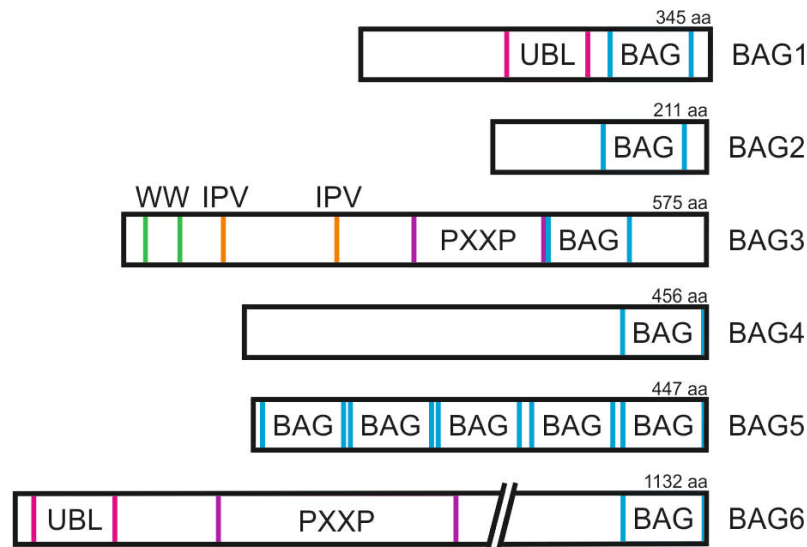 345 aa
UBL BAG BAG1
211 aa
BAG BAG2
WW IPV IPV 575 aa
PXXP BAG BAG3
456 aa
BAG BAG4
447 aa
BAG BAG BAG BAG BAG BAG5
1132 aa
UBL PXXP BAG BAG6